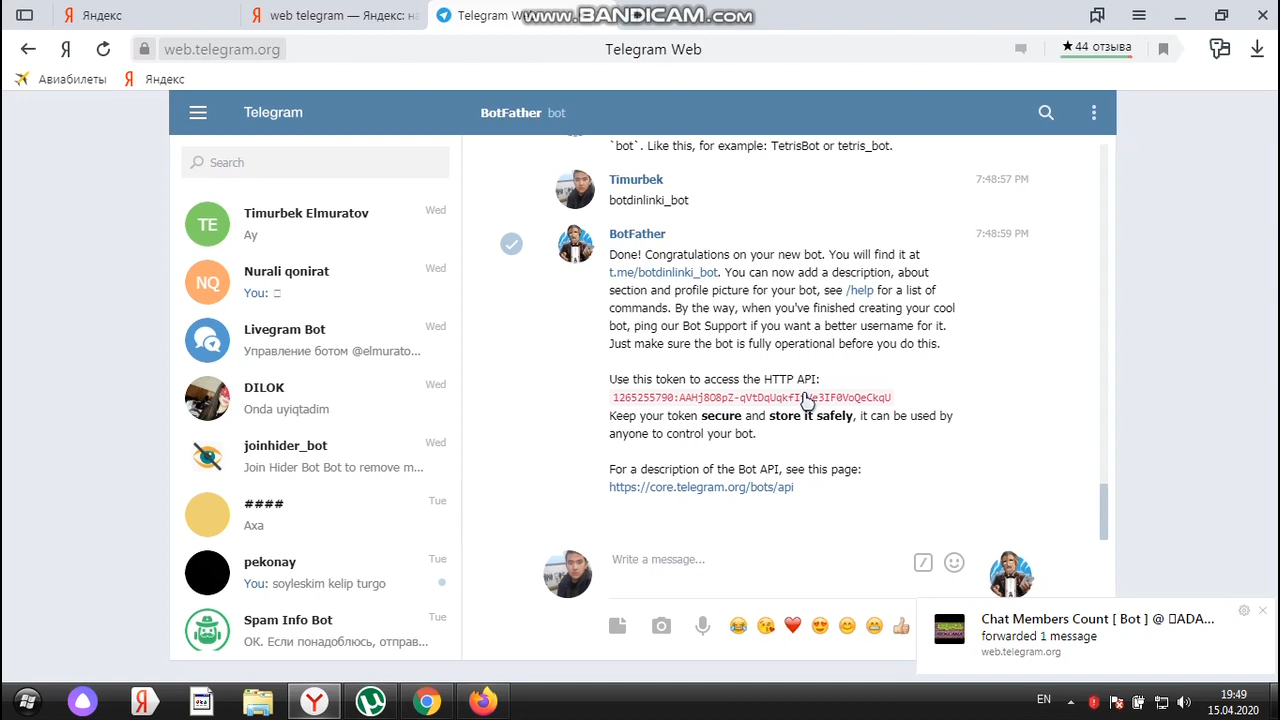 Яндекс
web telegram — Яндекс: на
Telegram We
www.BANDICAM.com
web.telegram.org
Telegram Web
★44 отзыва
Авиабилеты
Яндекс
Telegram
BotFather bot
Search
Timurbek Elmuratov
Wed
Ay
Nurali qonirat
Wed
You:
Livegram Bot
Wed
Управление ботом @elmurato...
DILOK
Wed
Onda uyiqtadim
joinhider_bot
Wed
Join Hider Bot Bot to remove m...
####
Tue
Axa
pekonay
Tue
You: soyleskim kelip turgo
Spam Info Bot
Tue
ОК. Если понадоблюсь, отправ...
`bot`. Like this, for example: TetrisBot or tetris_bot.
Timurbek
7:48:57 PM
botdinlinki_bot
BotFather
7:48:59 PM
Done! Congratulations on your new bot. You will find it at
t.me/botdinlinki_bot. You can now add a description, about
section and profile picture for your bot, see /help for a list of
commands. By the way, when you've finished creating your cool
bot, ping our Bot Support if you want a better username for it.
Just make sure the bot is fully operational before you do this.
Use this token to access the HTTP API:
Keep your token secure and store it safely, it can be used by
anyone to control your bot.
For a description of the Bot API, see this page:
https://core.telegram.org/bots/api
Write a message...
Chat Members Count [ Bot ] @ ADA...
forwarded 1 message
web.telegram.org
EN
19:49
15.04.2020